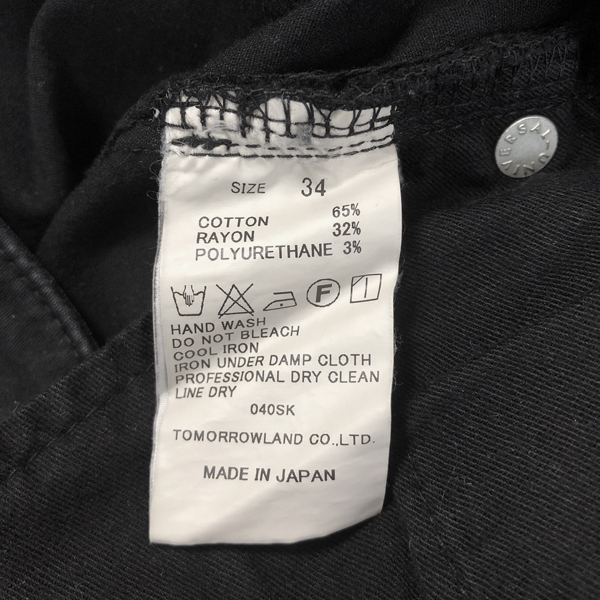 SIZE 34
COTTON 65%
RAYON 32%
POLYURETHANE 3%
F
HAND WASH
DO NOT BLEACH
COOL IRON
IRON UNDER DAMP CLOTH
PROFESSIONAL DRY CLEAN
LINE DRY
040SK
TOMORROWLAND CO.,LTD.
MADE IN JAPAN
UNIVERSAL